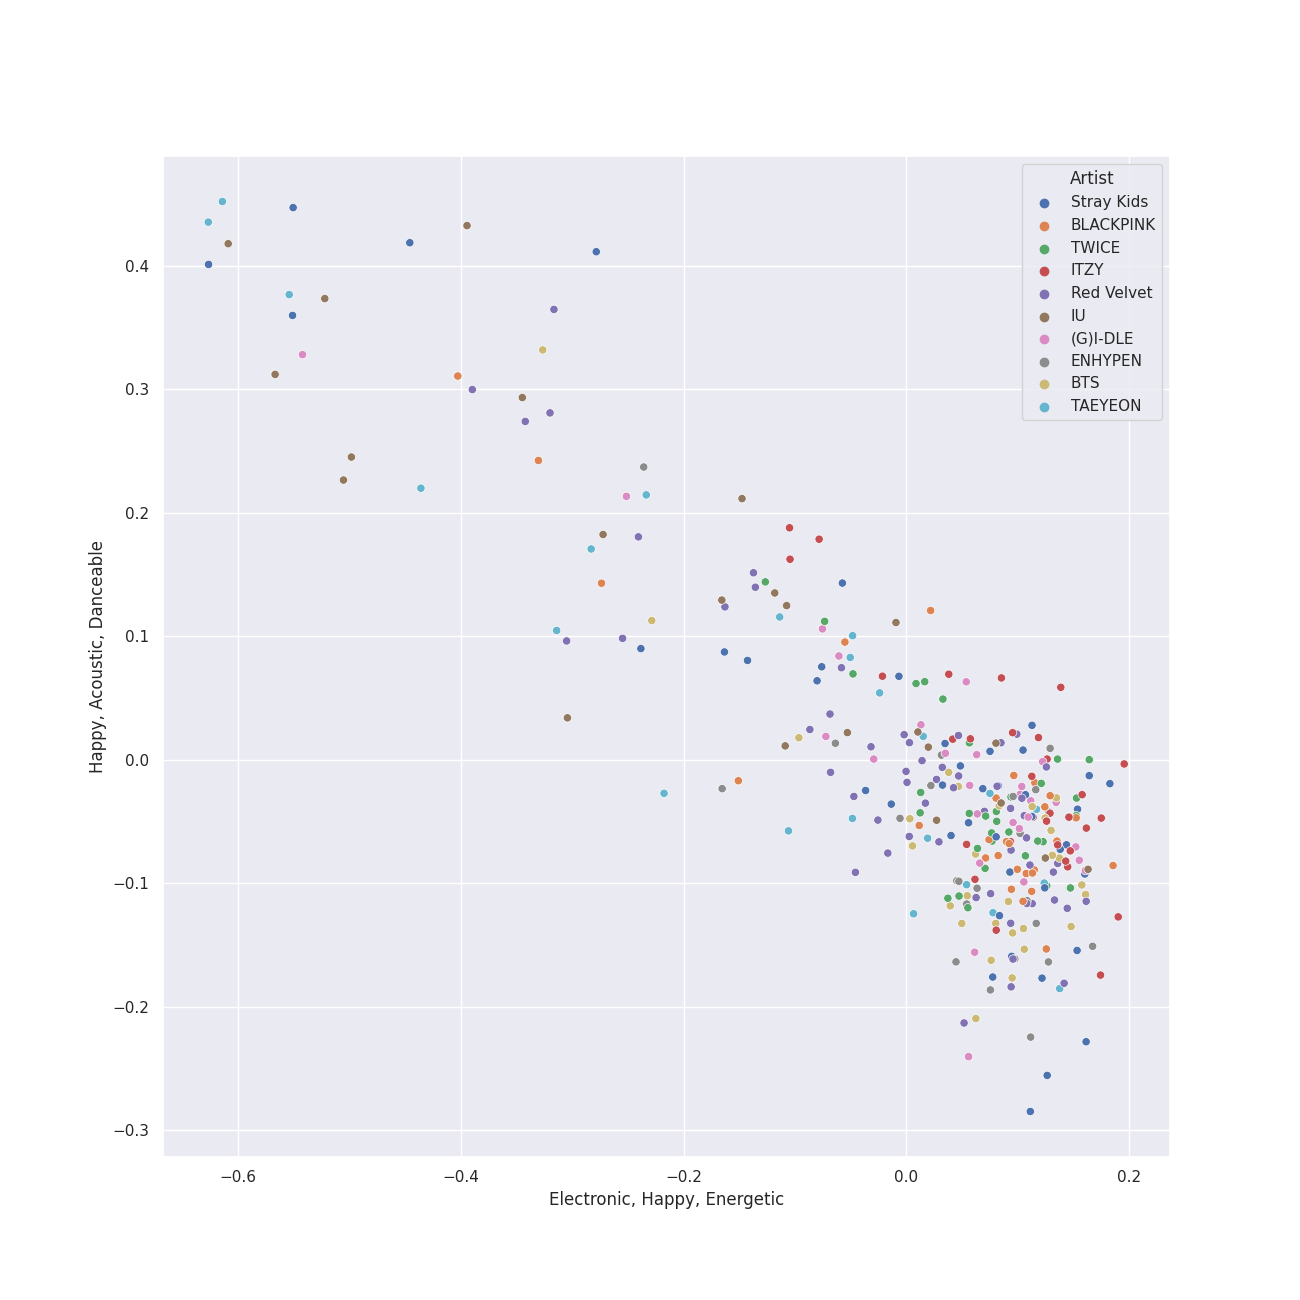 Artist
Stray Kids
BLACKPINK
TWICE
ITZY
Red Velvet
IU
(G)I-DLE
ENHYPEN
BTS
TAEYEON
Happy, Acoustic, Danceable
0.4
0.3
0.2
0.1
0.0
−0.1
−0.2
−0.3
−0.6
−0.4
−0.2
0.0
0.2
Electronic, Happy, Energetic